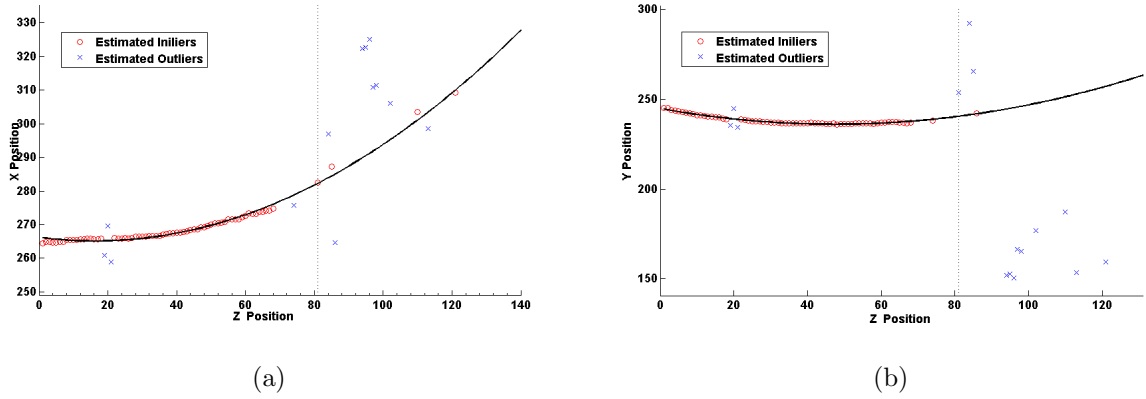 330
320
310
300
290
280
270
260
250
X Position
Estimated Iniliers
Estimated Outliers
0 20 40 60 80 100 120 140
Z Position
(a)
300
250
200
150
Y Position
Estimated Iniliers
Estimated Outliers
0 20 40 60 80 100 120
Z Position
(b)